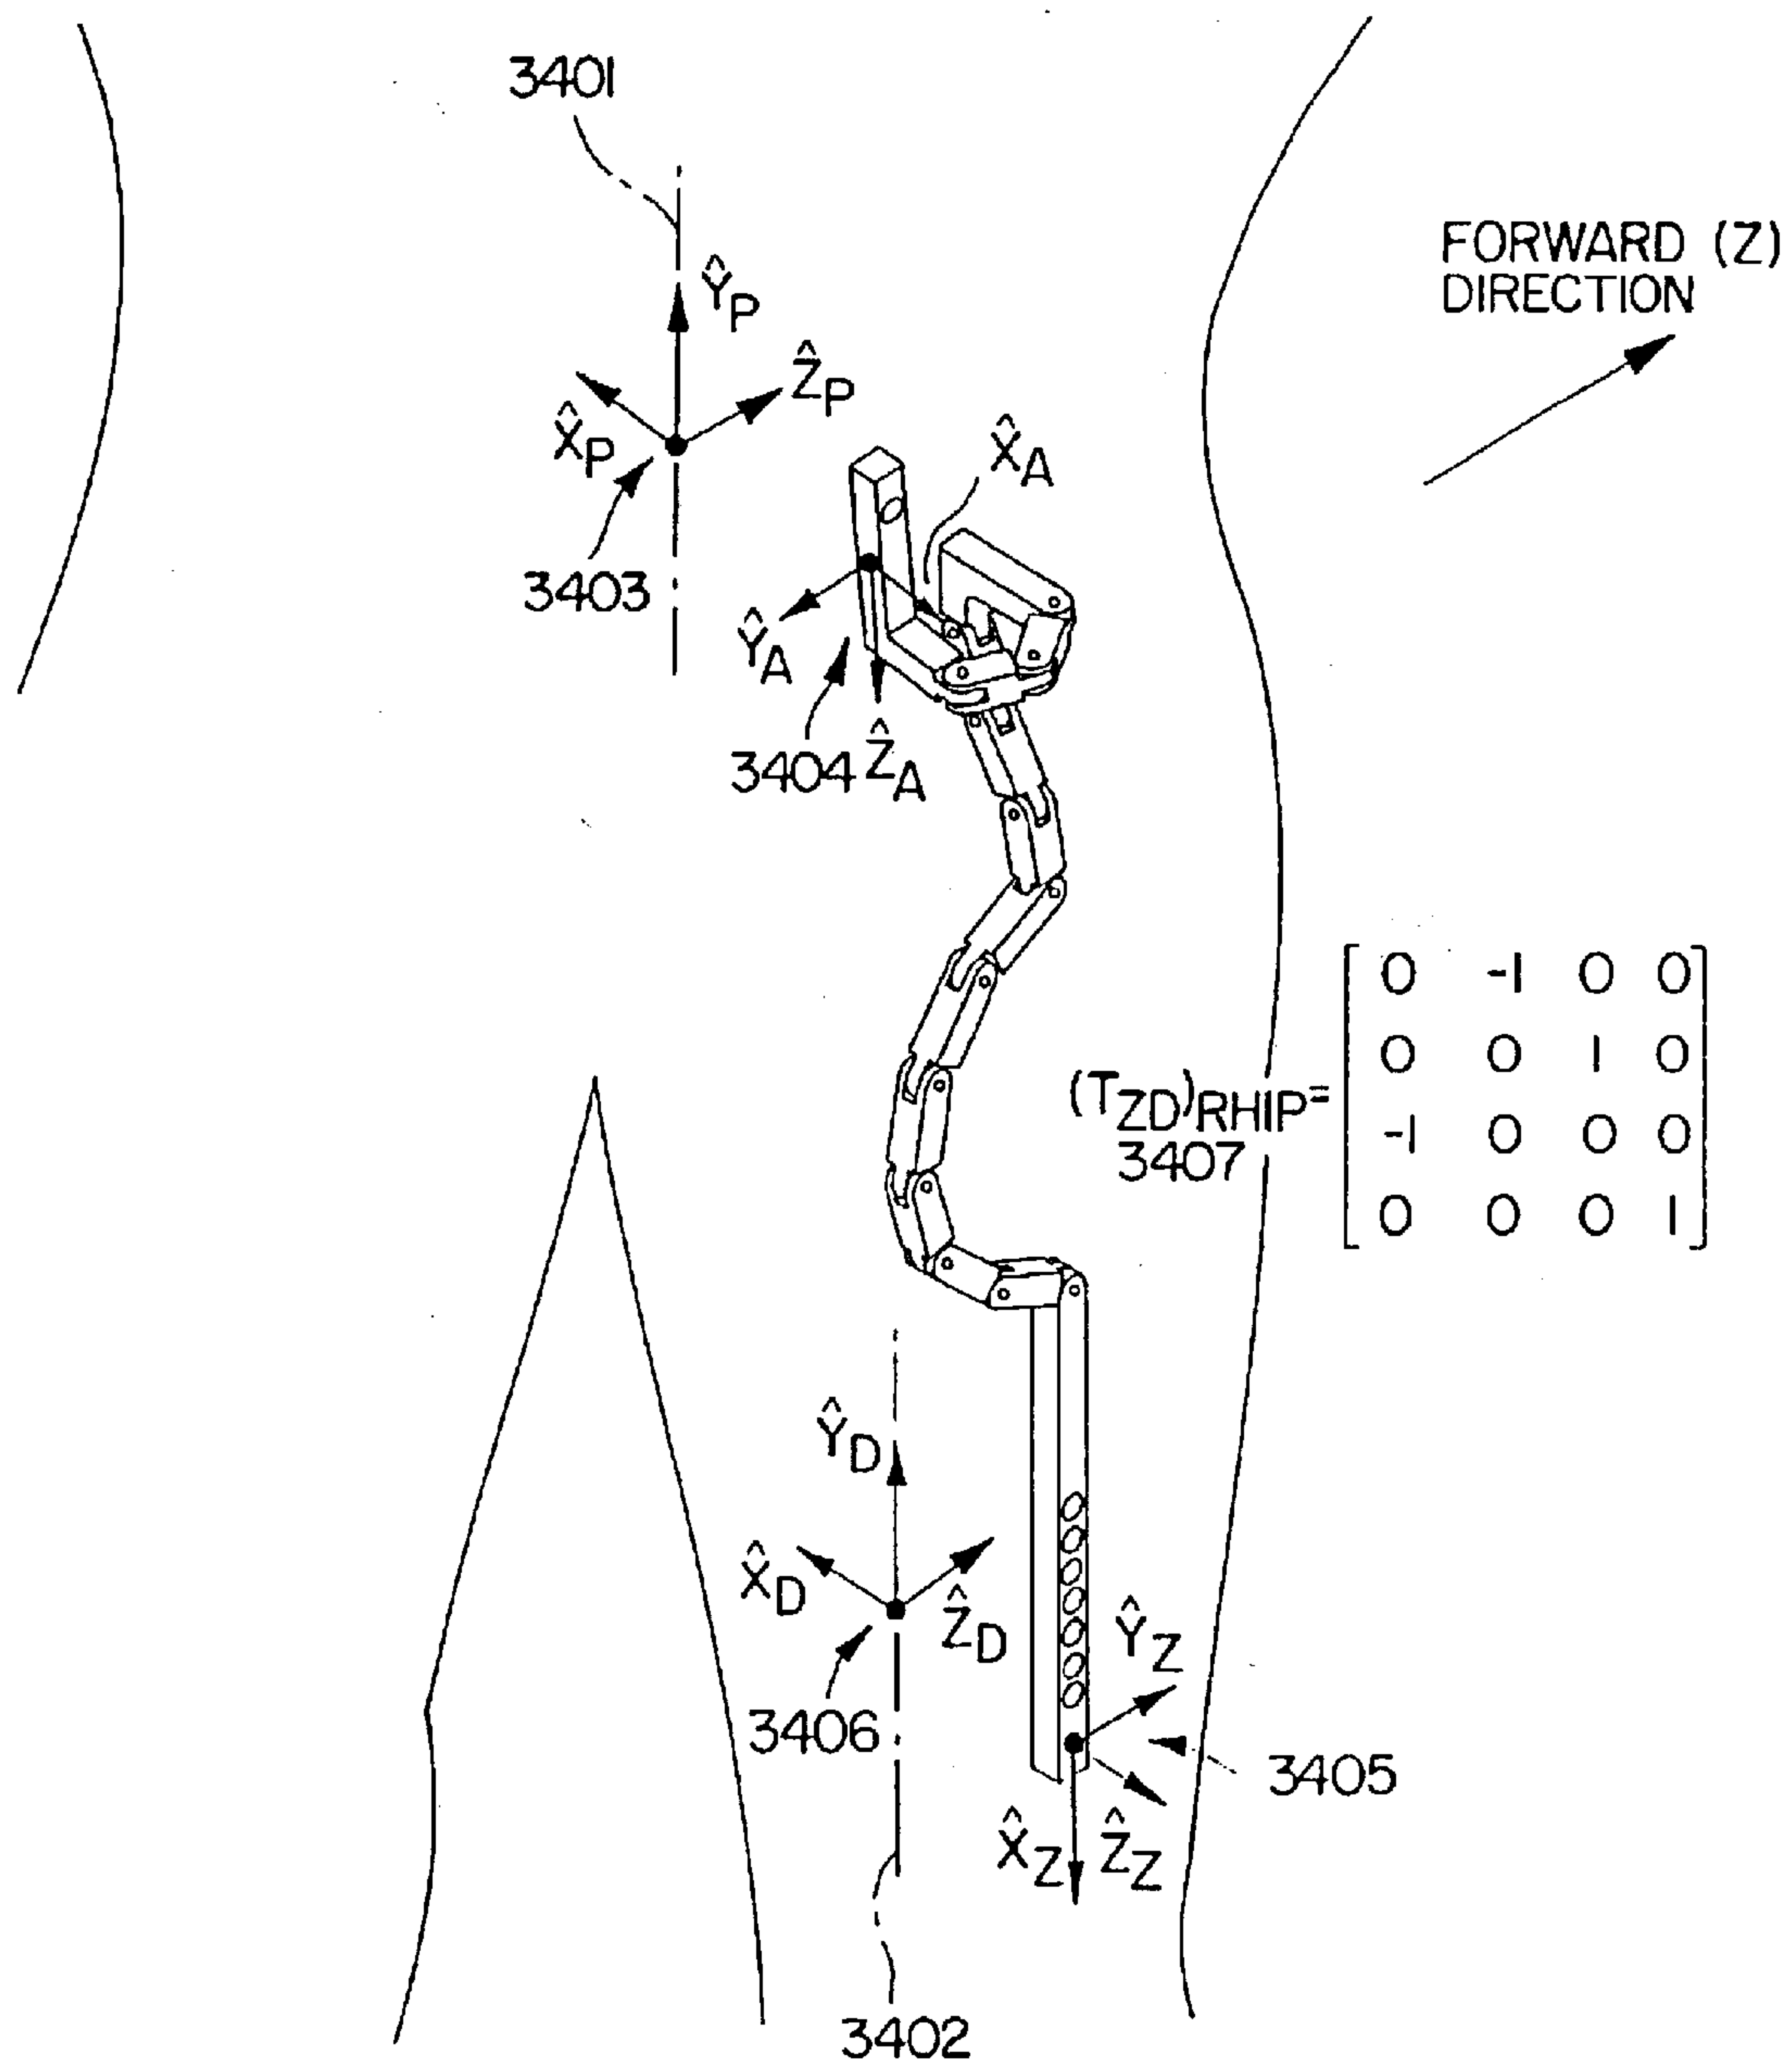 3401
FORWARD (Z)
DIRECTION
Ŷ_P
Ẑ_P
X̂_P
X̂_A
3403
Ŷ_A
3404
Ẑ_A
0 -1 0 0
0 0 1 0
(T_ZD)_RHIP=
3407
-1 0 0 0
0 0 0 1
Ŷ_D
X̂_D
Ẑ_D
Ŷ_Z
3406
3405
X̂_Z
Ẑ_Z
3402